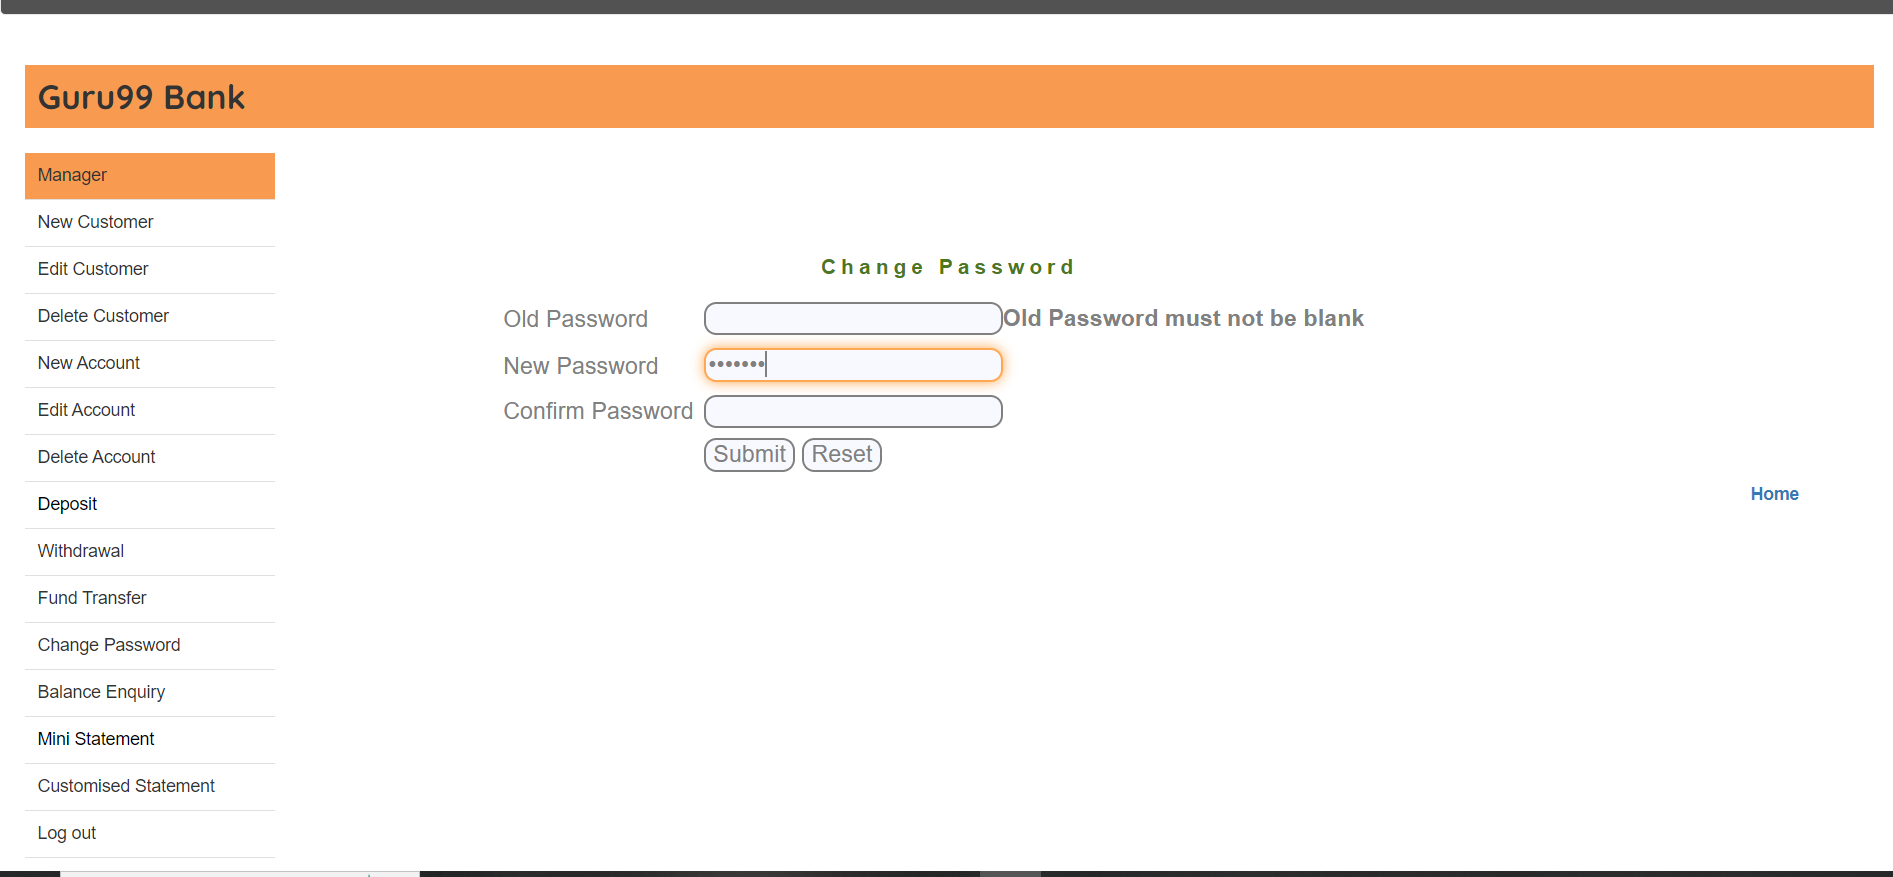 Guru99 Bank
Manager
New Customer
Edit Customer
Delete Customer
New Account
Edit Account
Delete Account
Deposit
Withdrawal
Fund Transfer
Change Password
Balance Enquiry
Mini Statement
Customised Statement
Log out
Change Password
Old Password Old Password must not be blank
New Password •••••••
Confirm Password
Submit Reset
Home